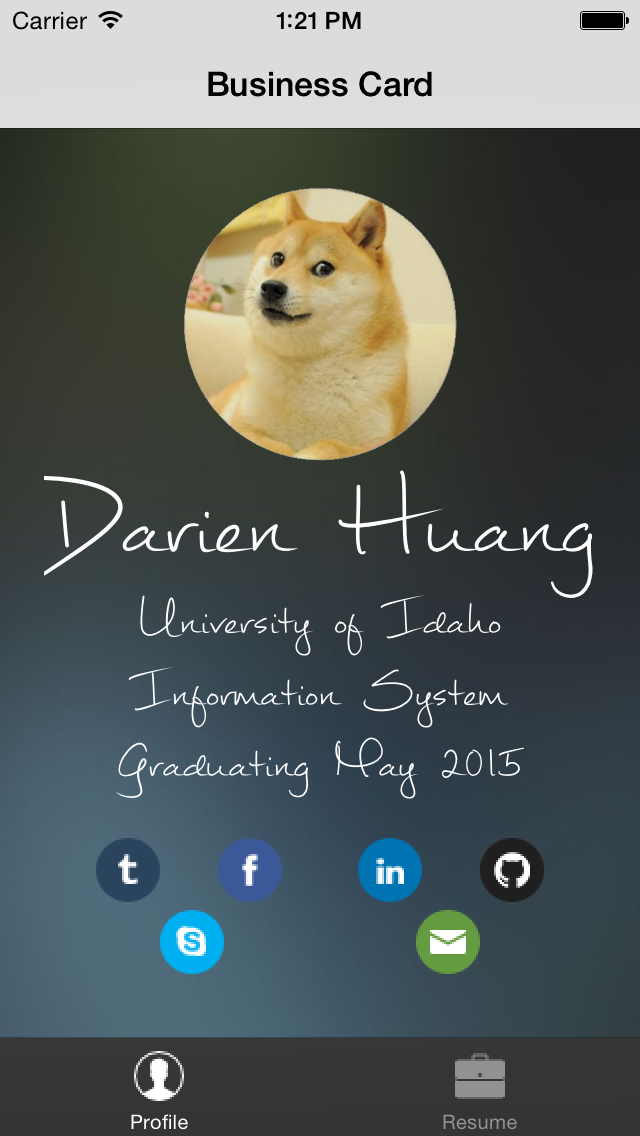 Carrier 1:21 PM
Business Card
Darien Huang
University of Idaho
Information System
Graduating May 2015
t f in
S
Profile Resume